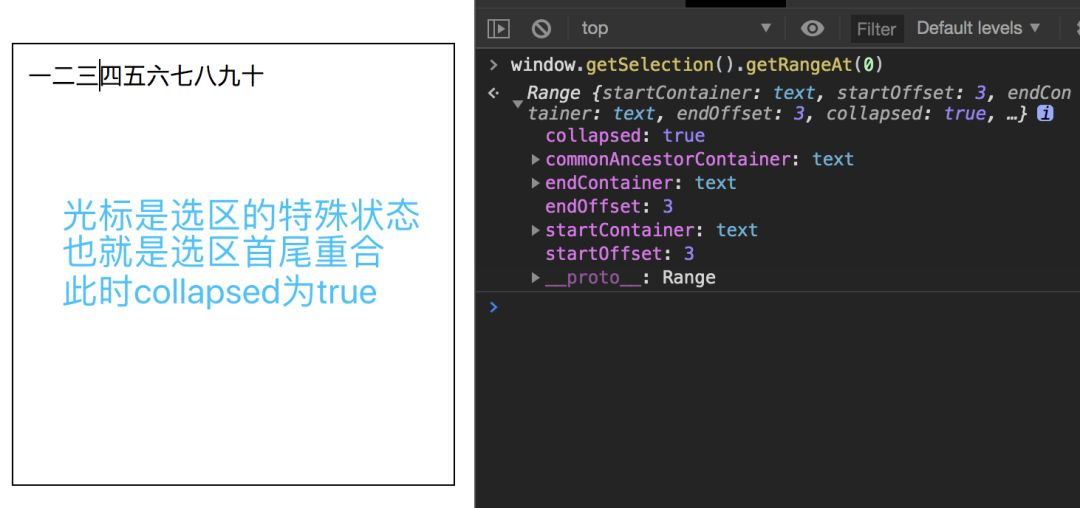 一二三四五六七八九十
光标是选区的特殊状态
也就是选区首尾重合
此时collapsed为true
top
Filter
Default levels
window.getSelection().getRangeAt(0)
Range {startContainer: text, startOffset: 3, endCon
tainer: text, endOffset: 3, collapsed: true, …} i
collapsed: true
commonAncestorContainer: text
endContainer: text
endOffset: 3
startContainer: text
startOffset: 3
__proto__: Range